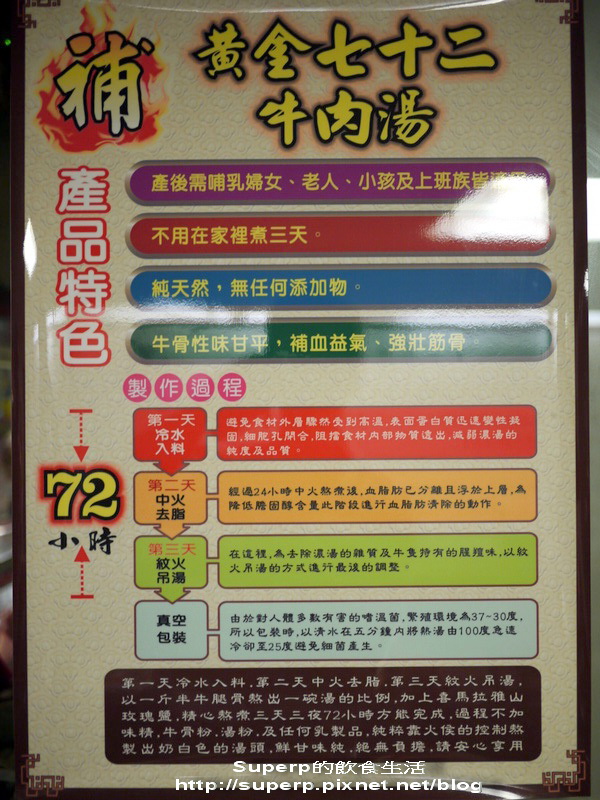 補
黃金七十二
牛肉湯
產品特色
產後需哺乳婦女、老人、小孩及上班族皆適用
不用在家裡煮三天。
純天然，無任何添加物。
牛骨性味甘平，補血益氣、強壯筋骨。
製作過程
72
小時
第一天
冷水
入料
避免食材外層驟然受到高溫,表面蛋白質迅速變性凝
固,細胞孔閉合,阻擋食材內部物質透出,減弱濃湯的
純度及品質。
第二天
中火
去脂
經過24小時中火熬煮後,血脂肪已分離且浮於上層,為
降低膽固醇含量此階段進行血脂肪清除的動作。
第三天
紋火
吊湯
在這裡,為去除濃湯的雜質及牛隻特有的腥羶味,以紋
火吊湯的方式進行最後的調整。
真空
包裝
由於對人體多數有害的嗜溫菌,繁殖環境為37~30度,
所以包裝時,以清水在五分鐘內將熱湯由100度急速
冷卻至25度避免細菌產生。
第一天冷水入料,第二天中火去脂,第三天紋火吊湯,
以一斤半牛腿骨熬出一碗湯的比例,加上喜馬拉雅山
玫瑰鹽,精心熬煮三天三夜72小時方能完成,過程不加
味精,牛骨粉,湯粉,及任何乳製品,純粹靠火侯的控制熬
製出奶白色的湯頭,鮮甘味純,絕無負擔,請安心享用
Superp的飲食生活
http://superp.pixnet.net/blog